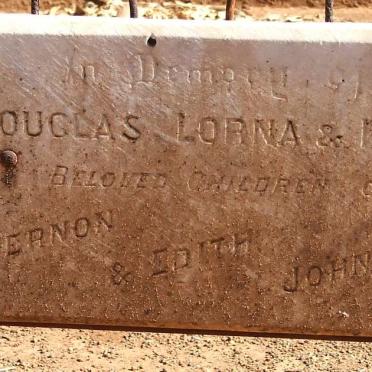 In Memory of
OUGLAS LORNA &
BELOVED CHILDREN
ERNON
& EDITH
JOHN